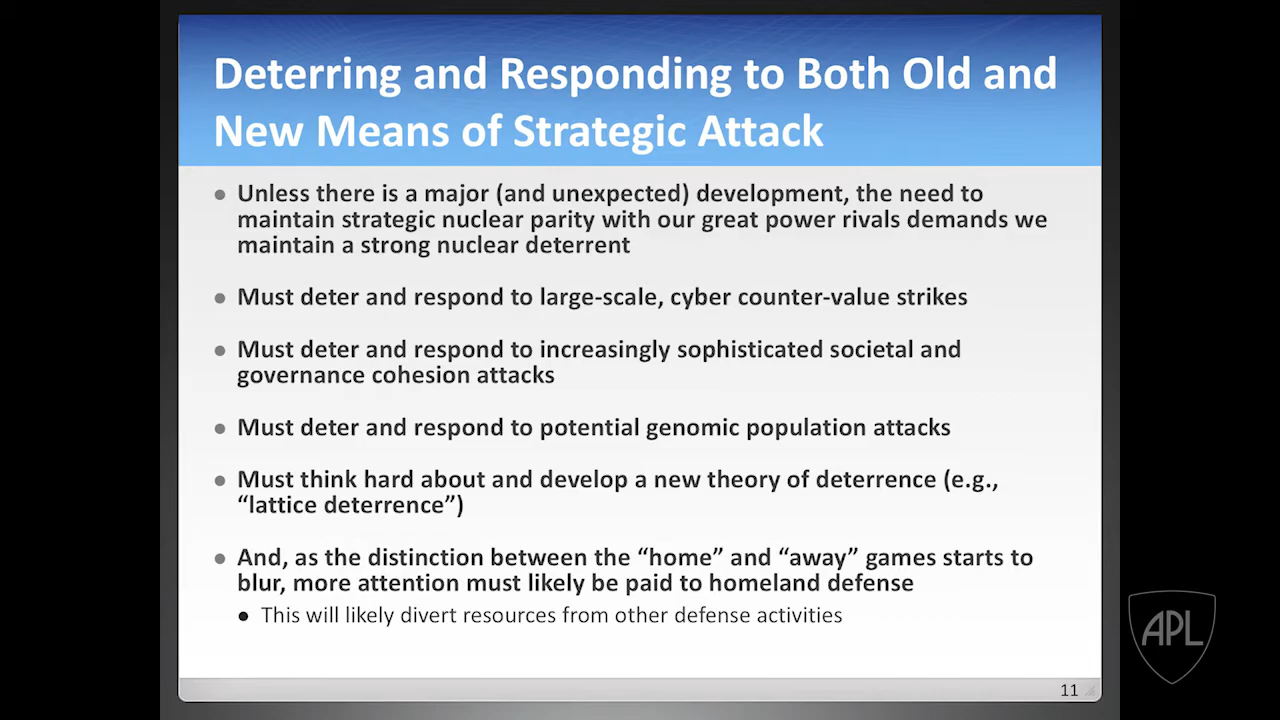 Deterring and Responding to Both Old and
New Means of Strategic Attack
Unless there is a major (and unexpected) development, the need to
maintain strategic nuclear parity with our great power rivals demands we
maintain a strong nuclear deterrent
Must deter and respond to large-scale, cyber counter-value strikes
Must deter and respond to increasingly sophisticated societal and
governance cohesion attacks
Must deter and respond to potential genomic population attacks
Must think hard about and develop a new theory of deterrence (e.g.,
“lattice deterrence”)
And, as the distinction between the “home” and “away” games starts to
blur, more attention must likely be paid to homeland defense
This will likely divert resources from other defense activities
APL
11